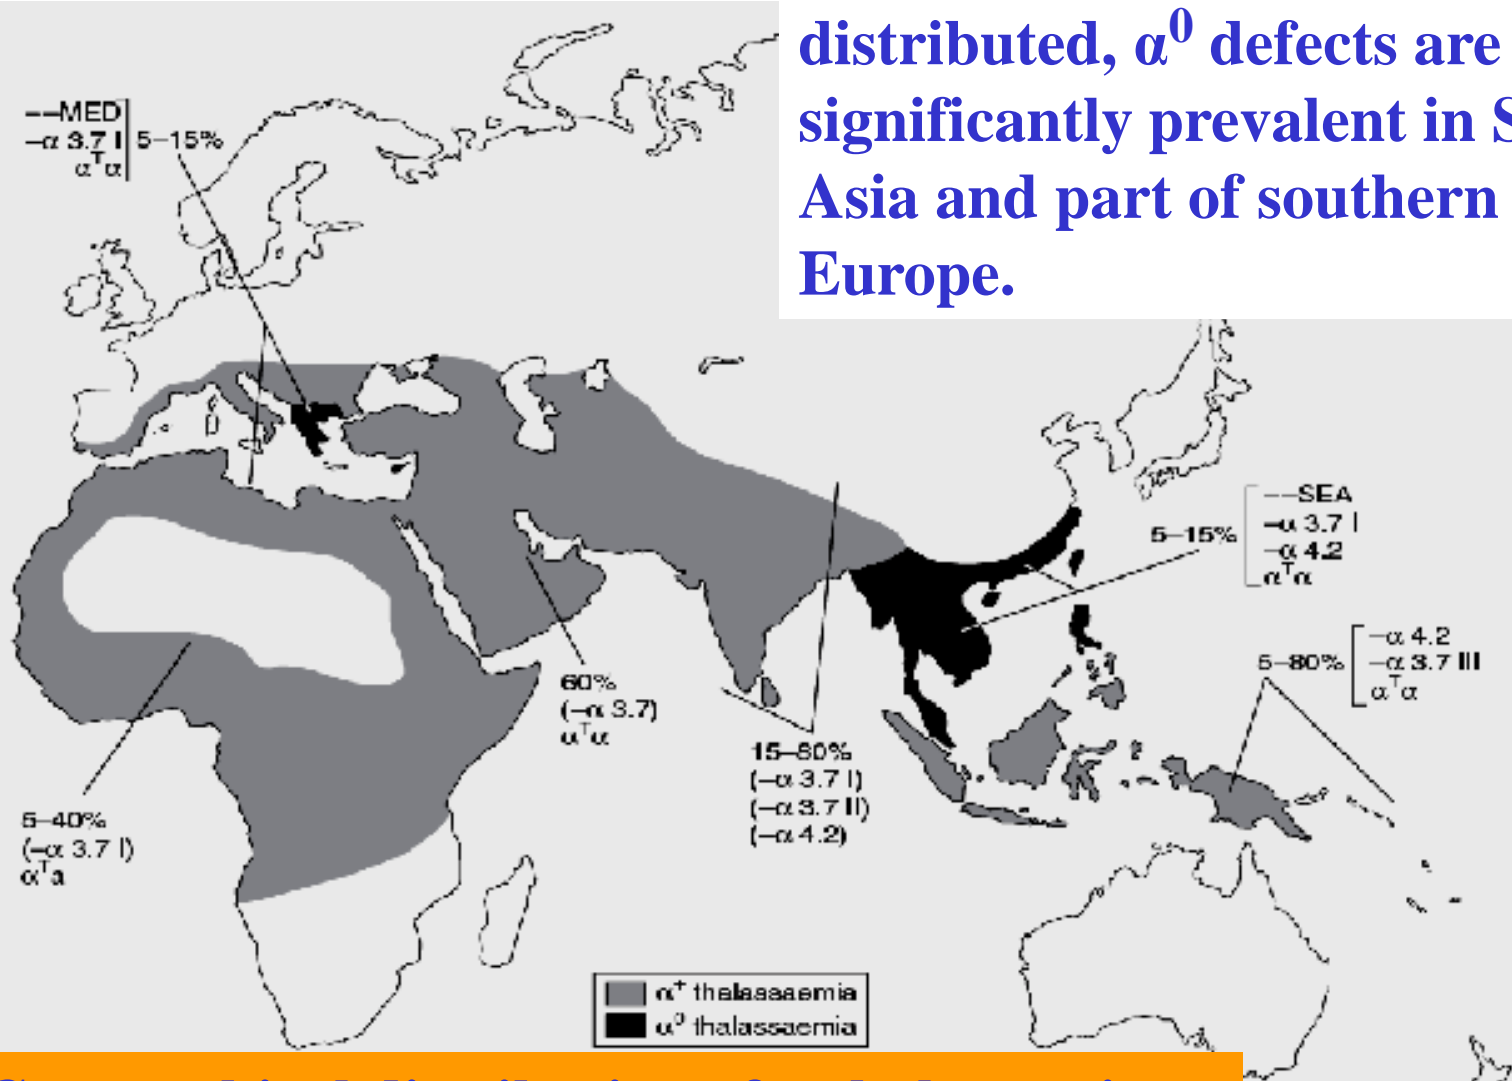 distributed, α⁰ defects are
significantly prevalent in S
Asia and part of southern
Europe.
--MED
-α 3.7 I
αᵀα
5–15%
--SEA
-α 3.7 I
-α 4.2
αᵀα
5–15%
-α 4.2
-α 3.7 III
αᵀα
5–80%
60%
(-α 3.7)
αᵀα
15–80%
(-α 3.7 I)
(-α 3.7 II)
(-α 4.2)
5–40%
(-α 3.7 I)
αᵀa
α⁺ thalassaemia
α⁰ thalassaemia